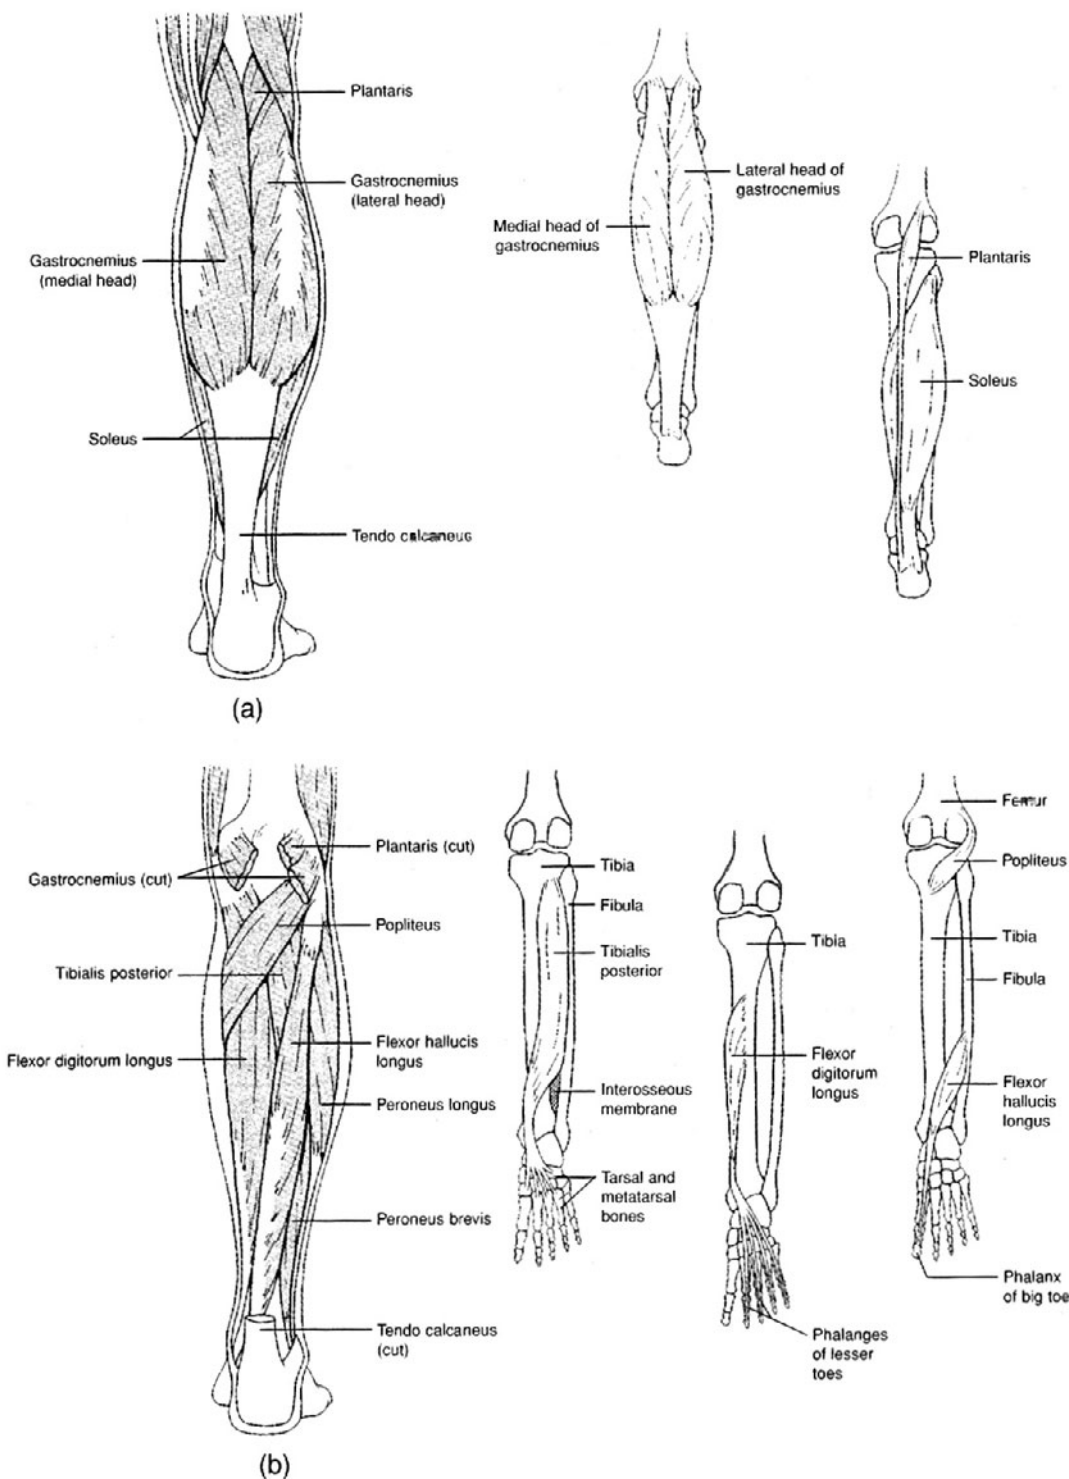 Plantaris
Gastrocnemius
(lateral head)
Gastrocnemius
(medial head)
Soleus
Tendo calcaneus
(a)
Lateral head of
gastrocnemius
Medial head of
gastrocnemius
Plantaris
Soleus
Plantaris (cut)
Gastrocnemius (cut)
Popliteus
Tibialis posterior
Flexor digitorum longus
Flexor hallucis
longus
Peroneus longus
Peroneus brevis
Tendo calcaneus
(cut)
(b)
Tibia
Fibula
Tibialis
posterior
Interosseous
membrane
Tarsal and
metatarsal
bones
Tibia
Flexor
digitorum
longus
Phalanges
of lesser
toes
Femur
Popliteus
Tibia
Fibula
Flexor
hallucis
longus
Phalanx
of big toe